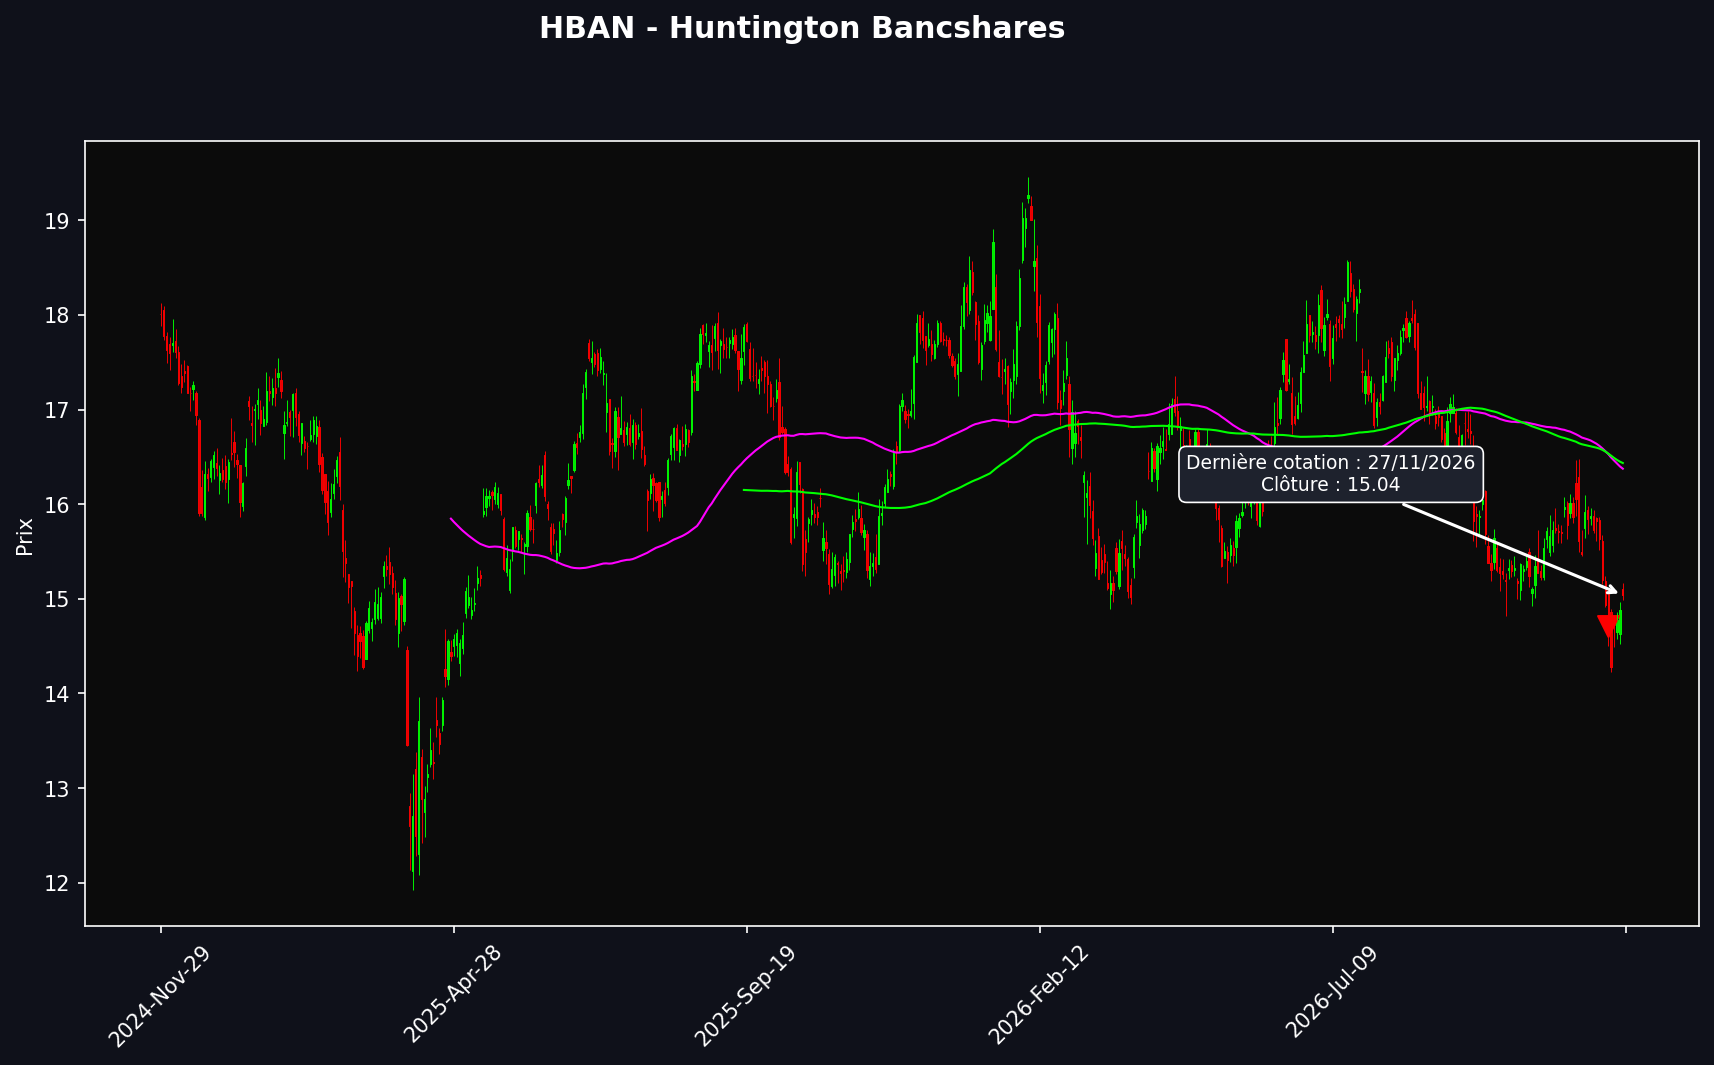 HBAN - Huntington Bancshares
Prix
19
18
17
16
15
14
13
12
Dernière cotation : 27/11/2026
Clôture : 15.04
2024-Nov-29
2025-Apr-28
2025-Sep-19
2026-Feb-12
2026-Jul-09